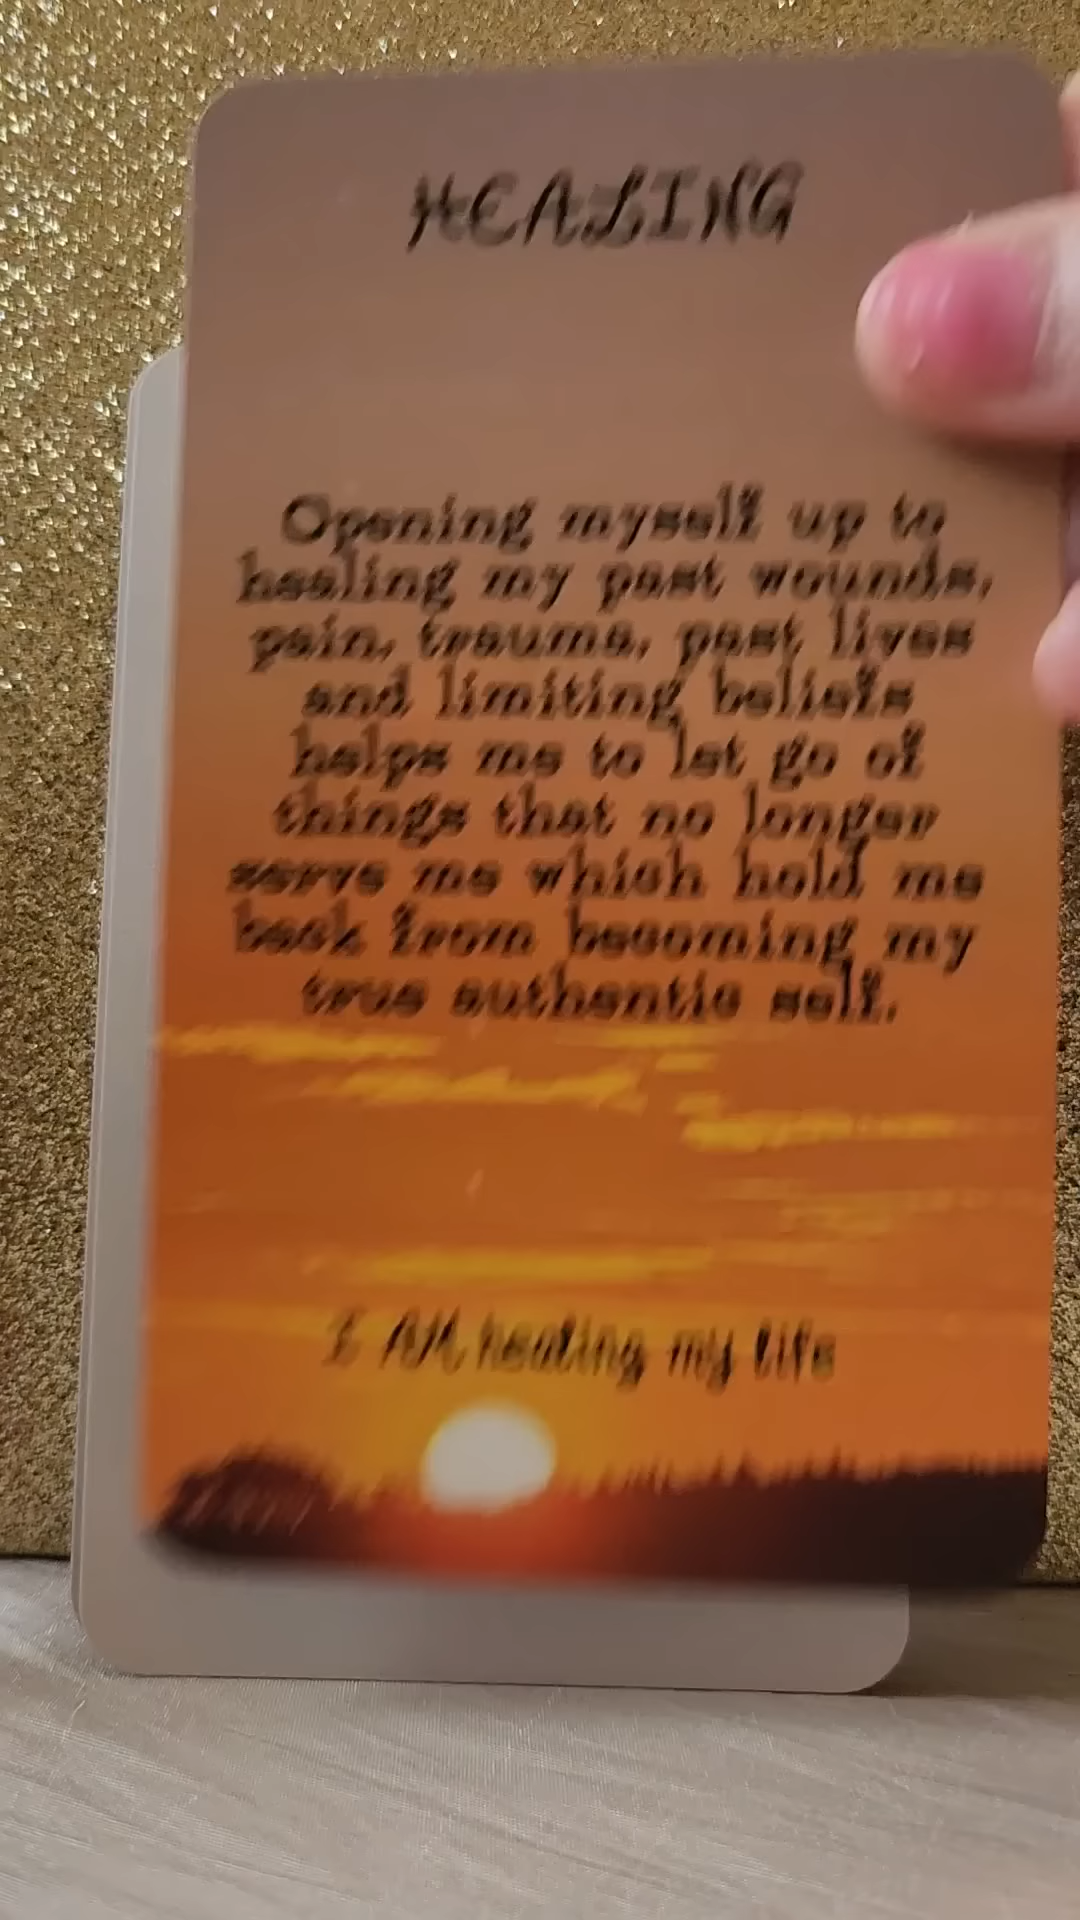 HEALING
Opening myself up to
healing my past wounds,
pain, trauma, past lives
and limiting beliefs
helps me to let go of
things that no longer
serve me which hold me
back from becoming my
true authentic self.
I AM healing my life